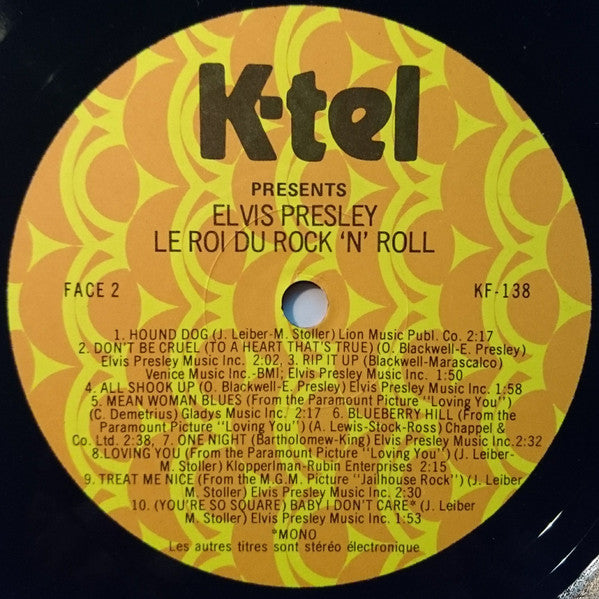 K-tel
PRESENTS
ELVIS PRESLEY
LE ROI DU ROCK 'N' ROLL
FACE 2
KF-138
1. HOUND DOG (J. Leiber-M. Stoller) Lion Music Publ. Co. 2:17
2. DON'T BE CRUEL (TO A HEART THAT'S TRUE) (O. Blackwell-E. Presley)
Elvis Presley Music Inc. 2:02, 3. RIP IT UP (Blackwell-Marascalco)
Venice Music Inc.-BMI; Elvis Presley Music Inc. 1:50
4. ALL SHOOK UP (O. Blackwell-E. Presley) Elvis Presley Music Inc. 1:58
5. MEAN WOMAN BLUES (From the Paramount Picture "Loving You")
(C. Demetrius) Gladys Music Inc. 2:17 6. BLUEBERRY HILL (From the
Paramount Picture "Loving You") (A. Lewis-Stock-Ross) Chappel &
Co. Ltd. 2:38, 7. ONE NIGHT (Bartholomew-King) Elvis Presley Music Inc.2:32
8.LOVING YOU (From the Paramount Picture "Loving You") (J. Leiber-
M. Stoller) Klopperlman-Rubin Enterprises 2:15
9. TREAT ME NICE (From the M.G.M. Picture "Jailhouse Rock") (J. Leiber
M. Stoller) Elvis Presley Music Inc. 2:30
10. (YOU'RE SO SQUARE) BABY I DON'T CARE* (J. Leiber
M. Stoller) Elvis Presley Music Inc. 1:53
*MONO
Les autres titres sont stéréo électronique